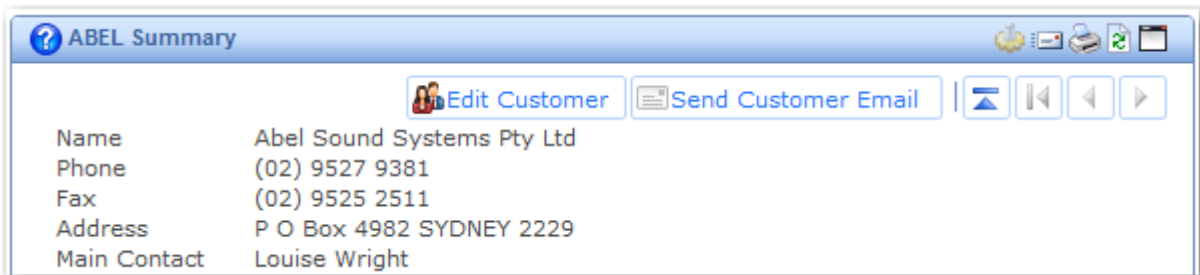 ABEL Summary
Edit Customer Send Customer Email
Name Abel Sound Systems Pty Ltd
Phone (02) 9527 9381
Fax (02) 9525 2511
Address P O Box 4982 SYDNEY 2229
Main Contact Louise Wright